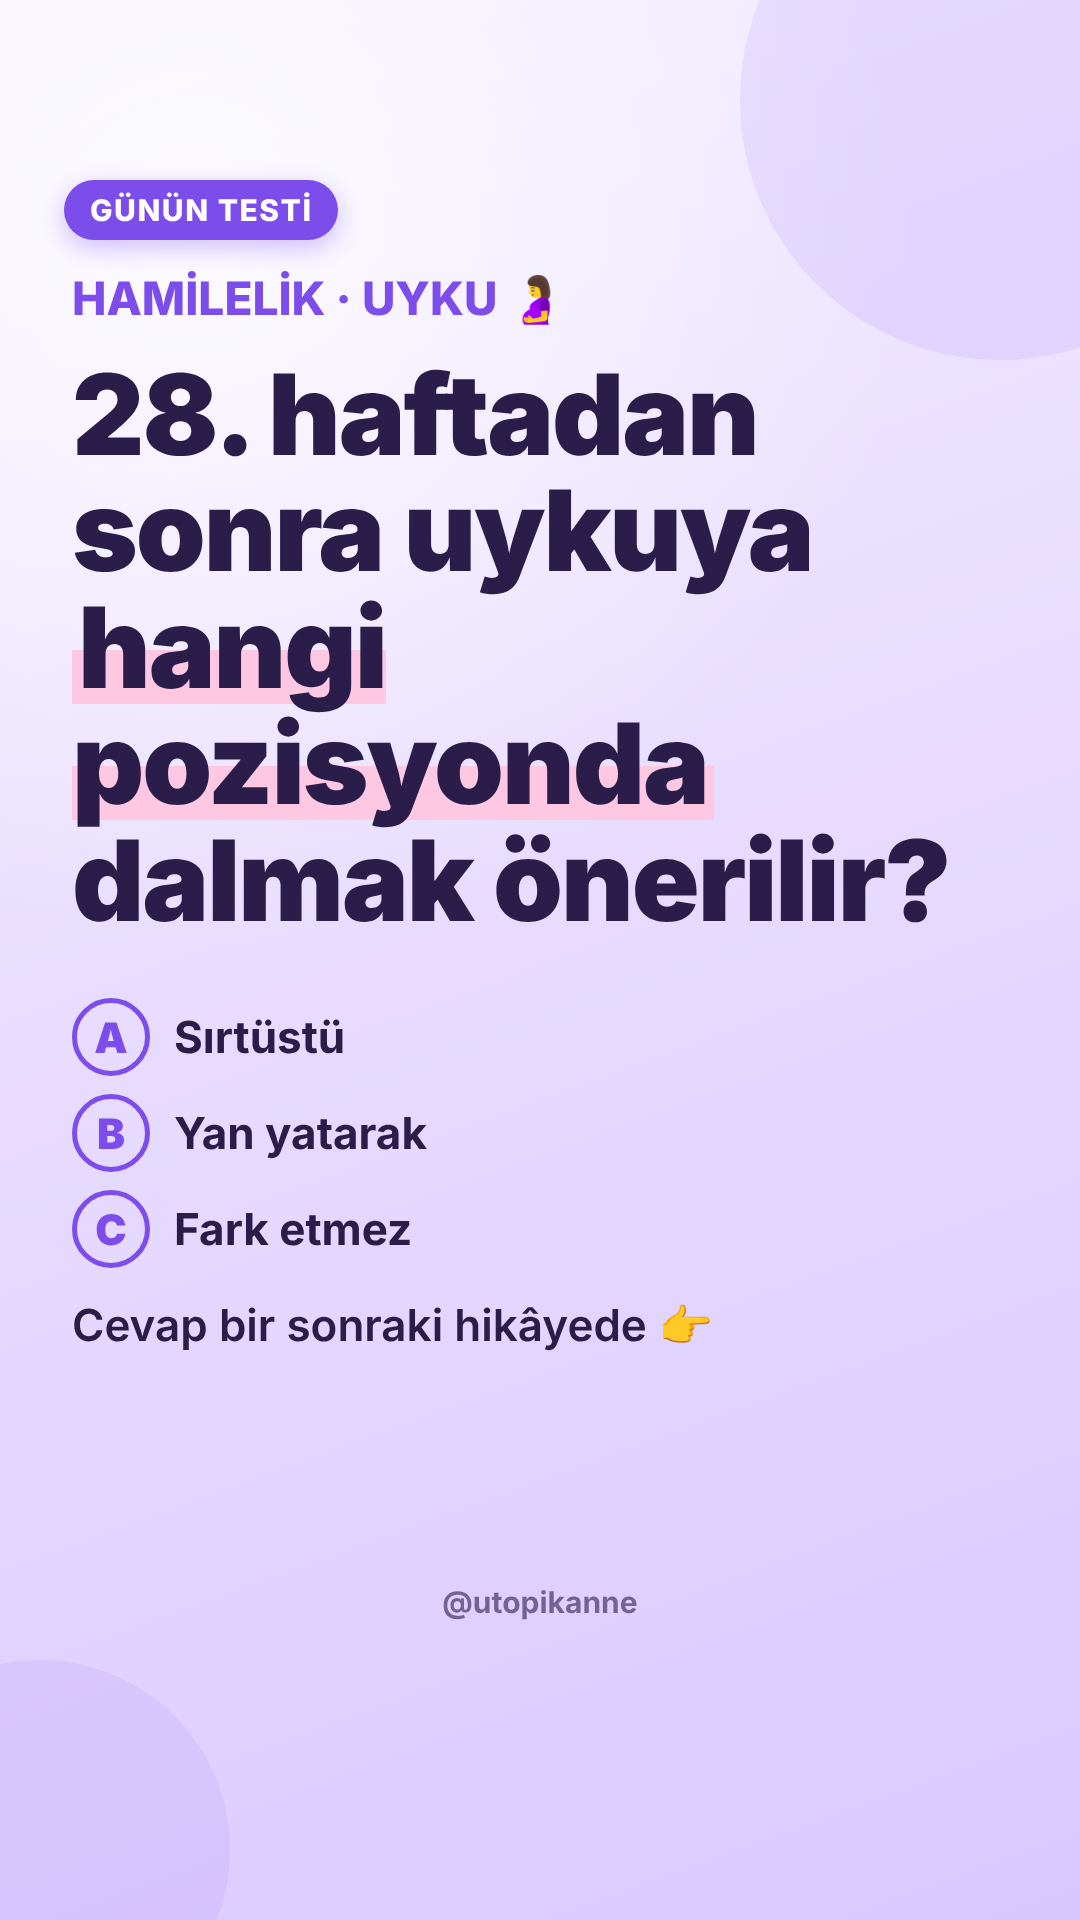 GÜNÜN TESTİ
HAMİLELİK · UYKU 🤰
28. haftadan
sonra uykuya
hangi
pozisyonda
dalmak önerilir?
A Sırtüstü
B Yan yatarak
C Fark etmez
Cevap bir sonraki hikâyede 👉
@utopikanne